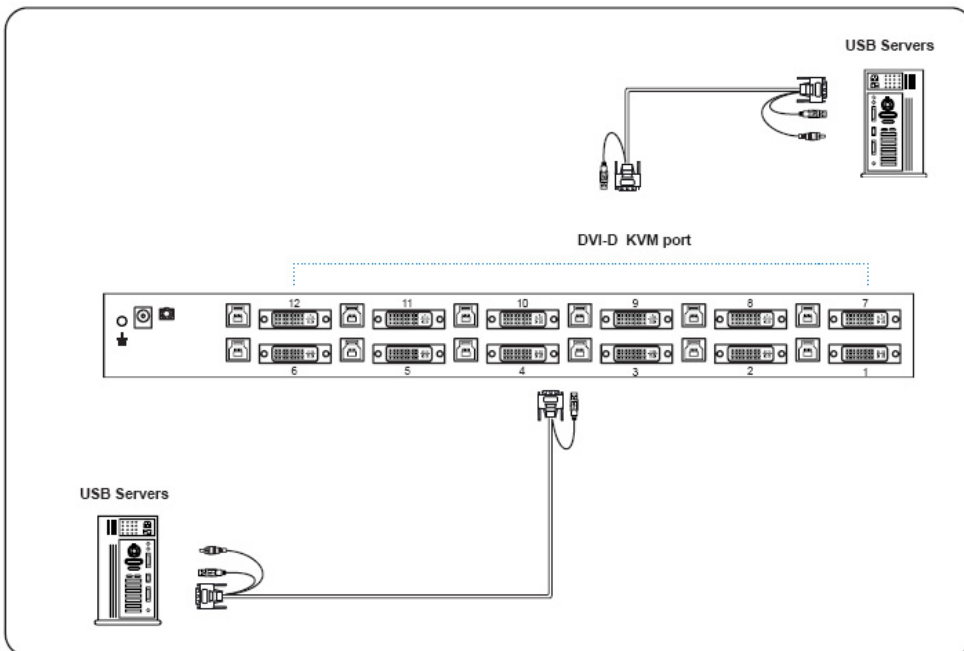 USB Servers
DVI-D KVM port
12 11 10 9 8 7
6 5 4 3 2 1
USB Servers